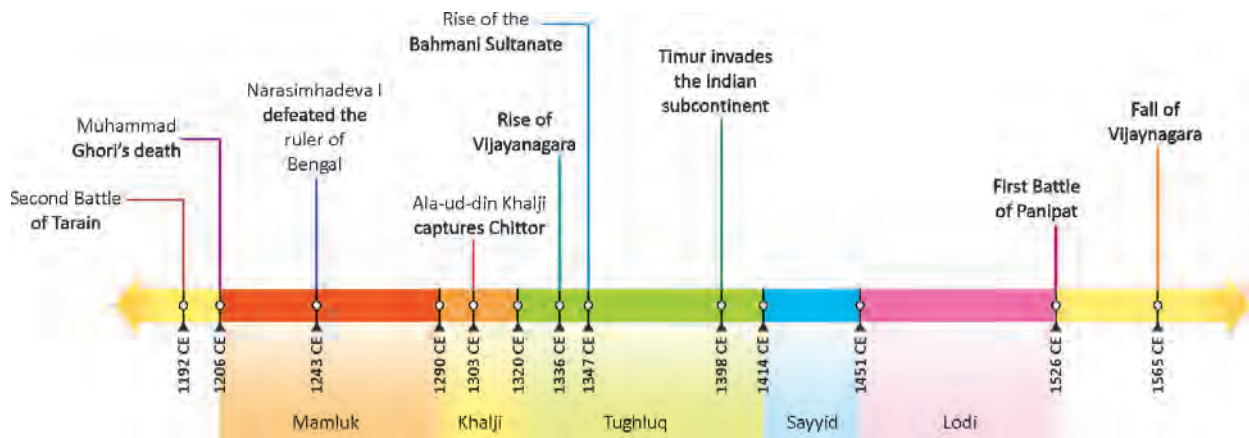 Second Battle
of Tarain
Muhammad
Ghori's death
Narasimhadeva I
defeated the
ruler of
Bengal
Ala-ud-din Khalji
captures Chittor
Rise of
Vijayanagara
Rise of the
Bahmani Sultanate
Timur invades
the Indian
subcontinent
First Battle
of Panipat
Fall of
Vijaynagara
1192 CE
1206 CE
1243 CE
1290 CE
1303 CE
1320 CE
1336 CE
1347 CE
1398 CE
1414 CE
1451 CE
1526 CE
1565 CE
Mamluk
Khalji
Tughluq
Sayyid
Lodi